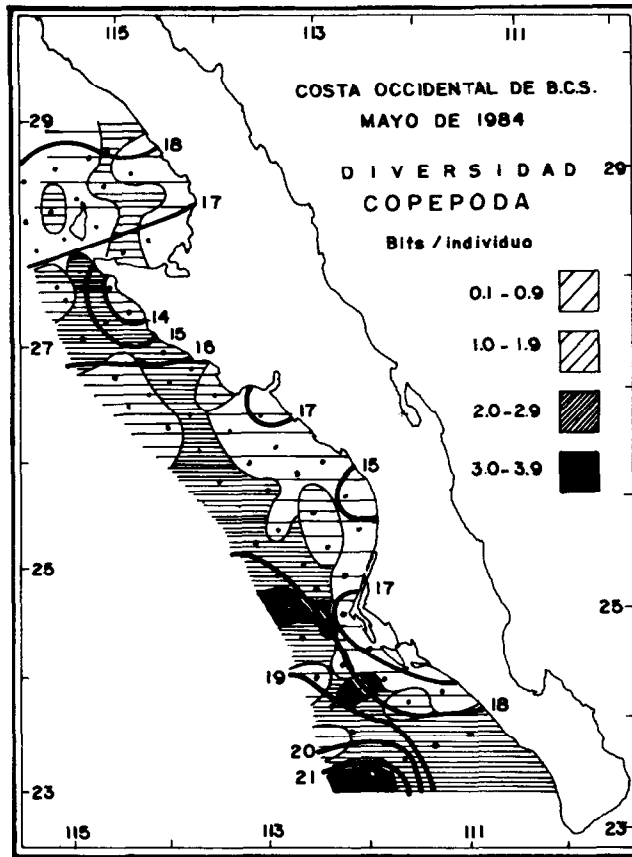 115 113 111
COSTA OCCIDENTAL DE B.C.S.
MAYO DE 1984
29
29
DIVERSIDAD
COPEPODA
Bits / individuo
0.1 - 0.9
1.0 - 1.9
2.0-2.9
3.0-3.9
18
17
14
15
16
27
17
15
25
17
25
19
18
20
21
23
23
115 113 111